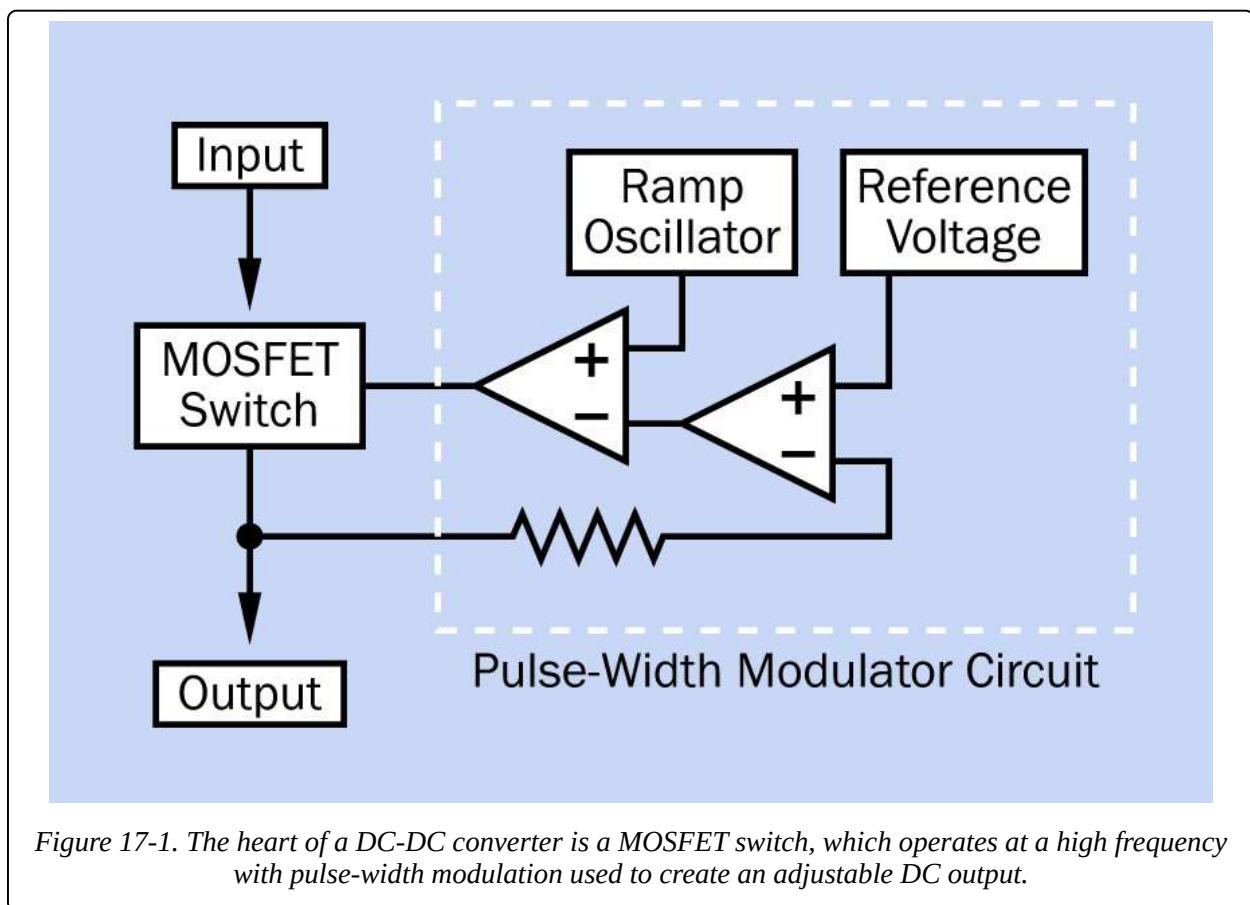 Input
Ramp
Oscillator
Reference
Voltage
MOSFET
Switch
+
−
+
−
Output
Pulse-Width Modulator Circuit
Figure 17-1. The heart of a DC-DC converter is a MOSFET switch, which operates at a high frequency
with pulse-width modulation used to create an adjustable DC output.